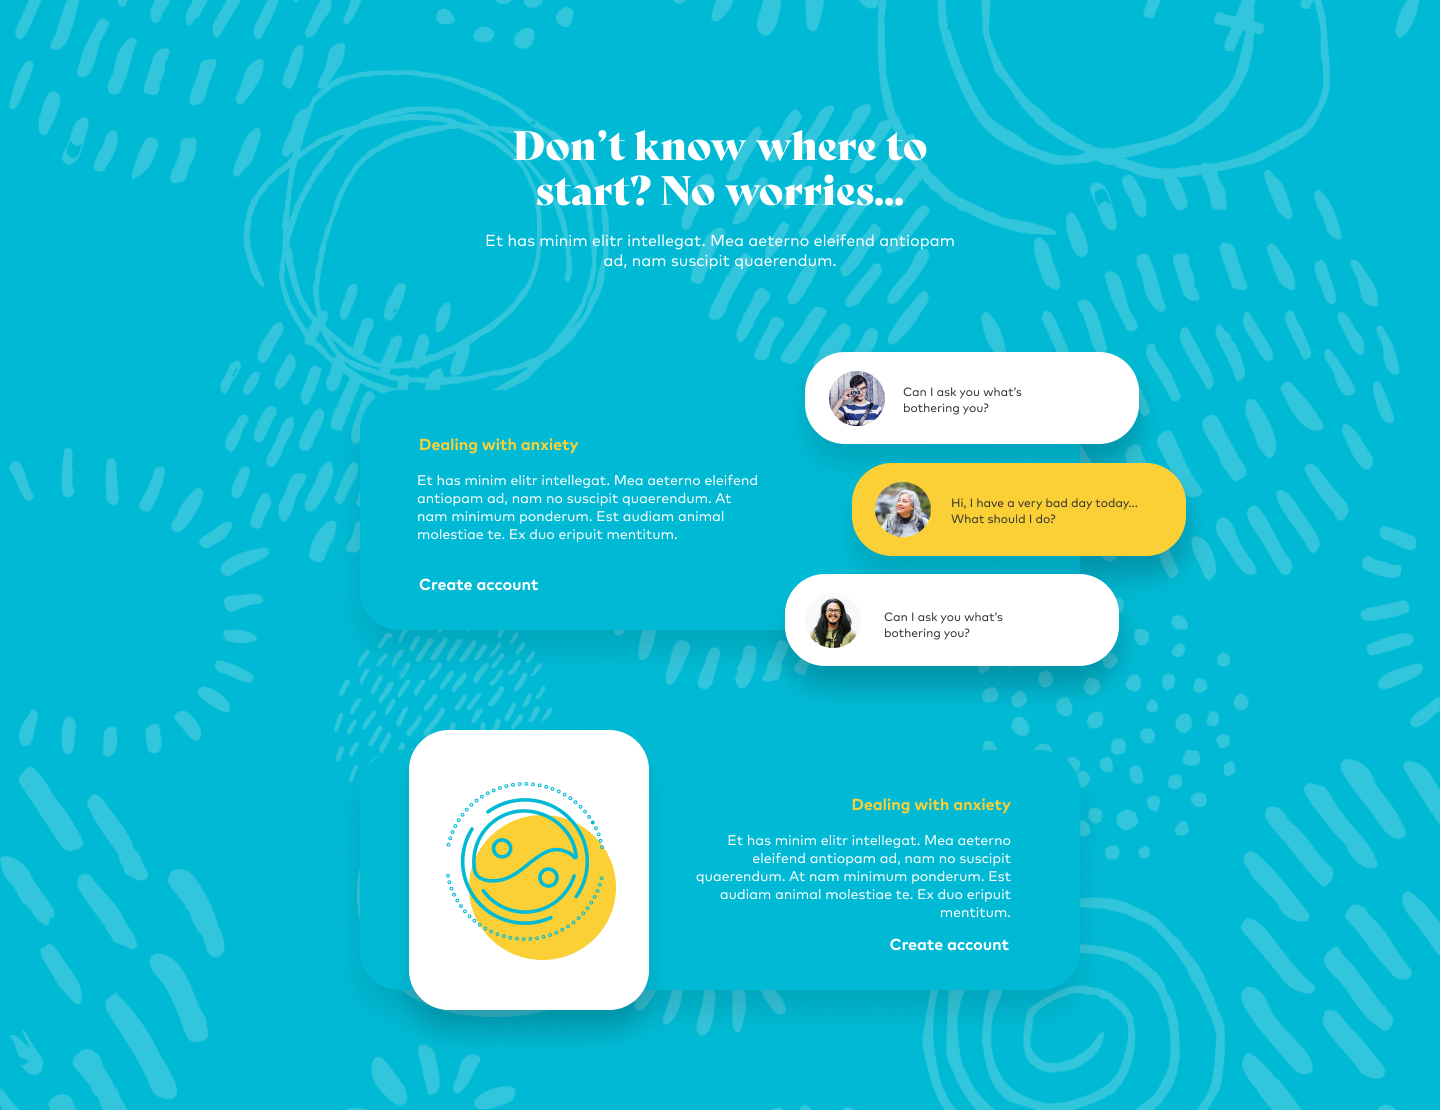 Don’t know where to
start? No worries...
Et has minim elitr intellegat. Mea aeterno eleifend antiopam
ad, nam suscipit quaerendum.
Can I ask you what’s
bothering you?
Dealing with anxiety
Et has minim elitr intellegat. Mea aeterno eleifend
antiopam ad, nam no suscipit quaerendum. At
nam minimum ponderum. Est audiam animal
molestiae te. Ex duo eripuit mentitum.
Create account
Hi, I have a very bad day today...
What should I do?
Can I ask you what’s
bothering you?
Dealing with anxiety
Et has minim elitr intellegat. Mea aeterno
eleifend antiopam ad, nam no suscipit
quaerendum. At nam minimum ponderum. Est
audiam animal molestiae te. Ex duo eripuit
mentitum.
Create account